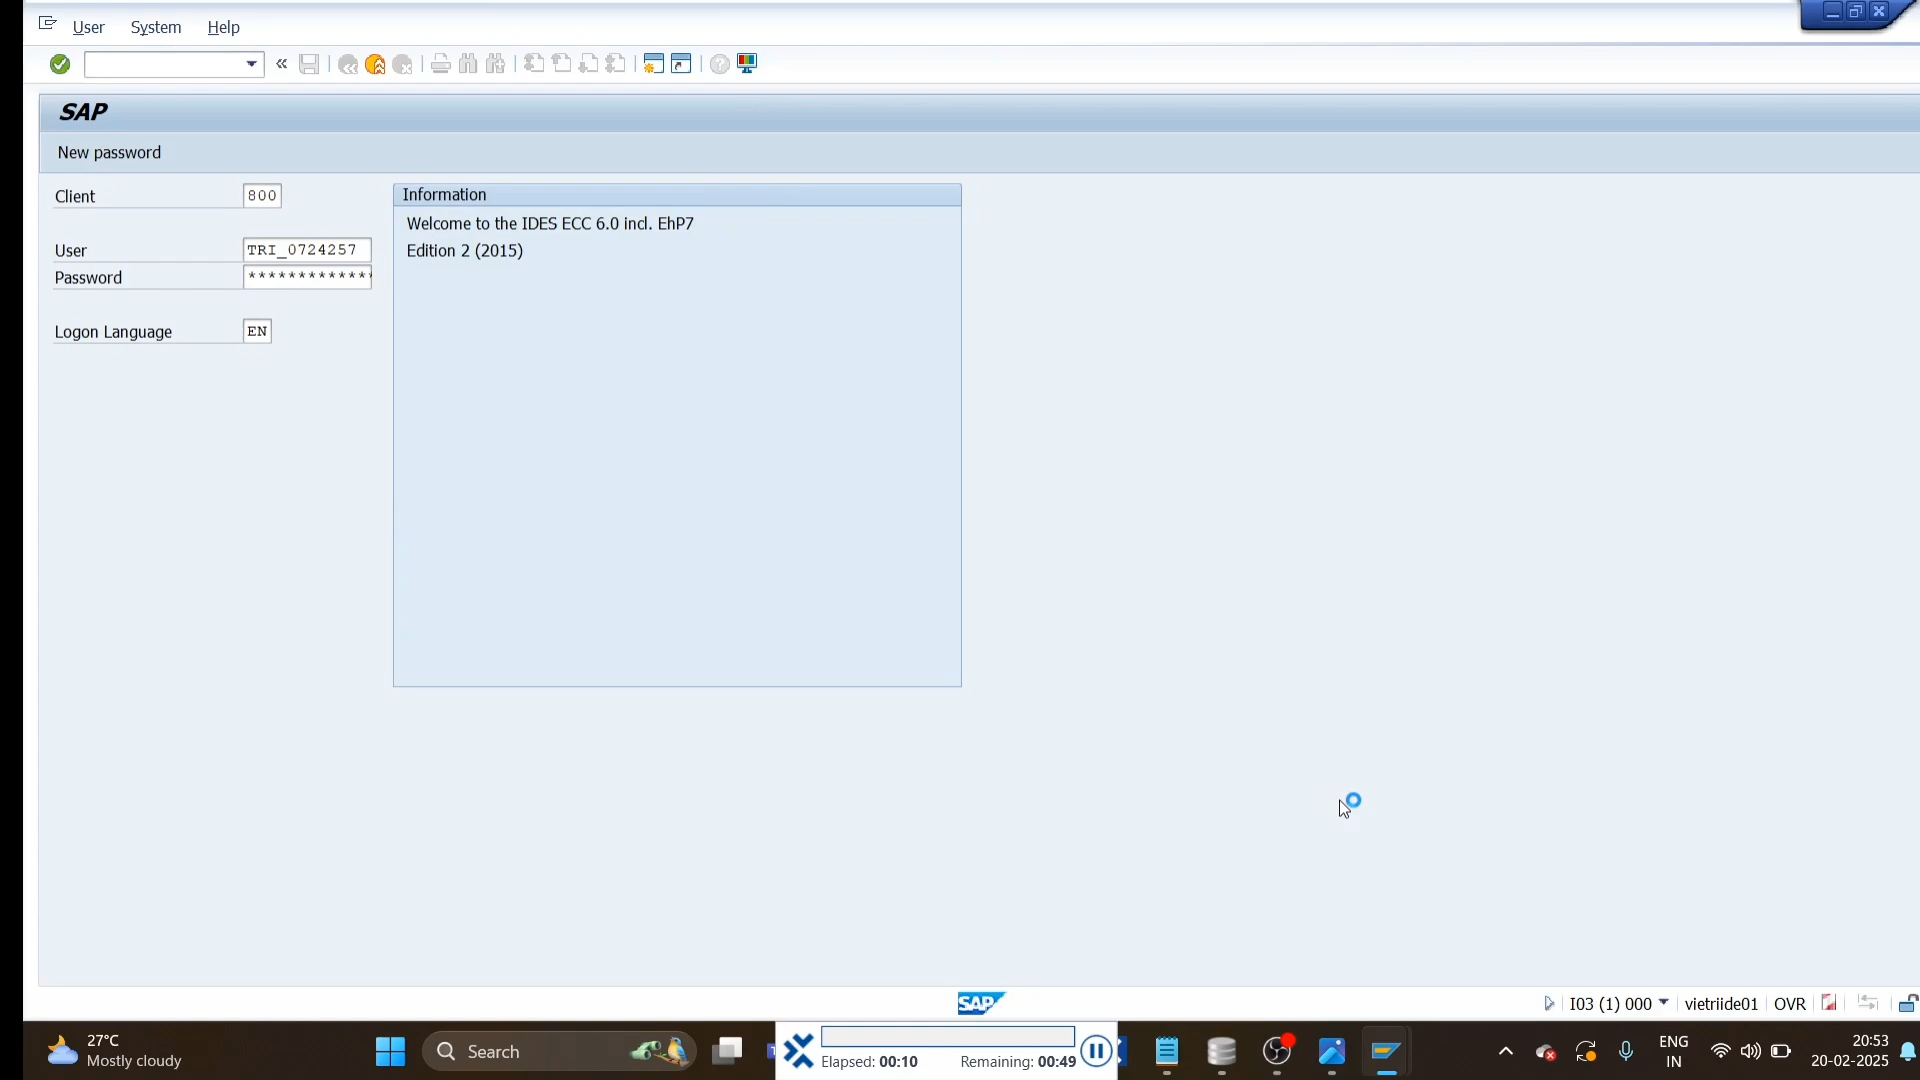 User System Help
SAP
New password
Client 800
User TRI_0724257
Password *************
Logon Language EN
Information
Welcome to the IDES ECC 6.0 incl. EhP7
Edition 2 (2015)
SAP
I03 (1) 000 vietriide01 OVR
27°C
Mostly cloudy
Search
Elapsed: 00:10 Remaining: 00:49
ENG
IN
20:53
20-02-2025